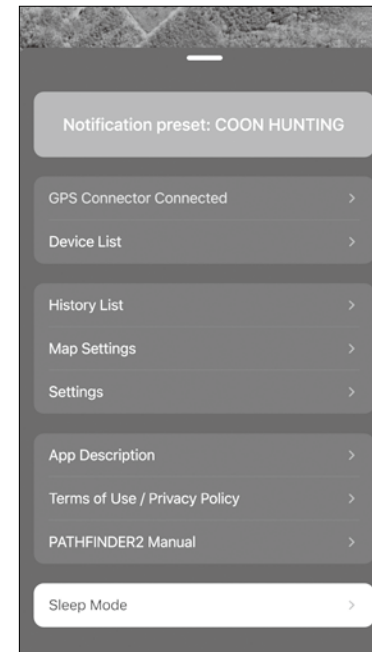 Notification preset: COON HUNTING
GPS Connector Connected
Device List
History List
Map Settings
Settings
App Description
Terms of Use / Privacy Policy
PATHFINDER2 Manual
Sleep Mode